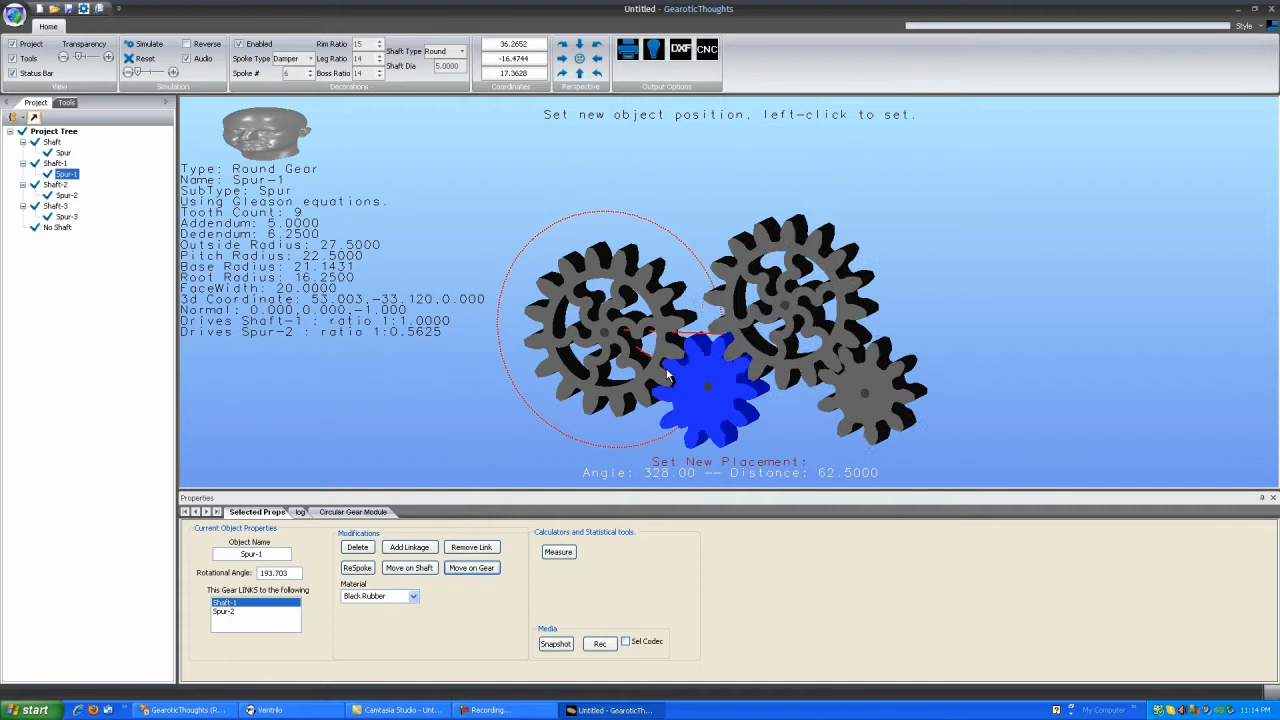 Untitled - GearoticThoughts
Home
Style
Project Transparency
Tools
Status Bar
View
Simulate Reverse
Reset Audio
Simulation
Enabled Rim Ratio 15 Shaft Type Round
Spoke Type Damper Leg Ratio 14 Shaft Dia 5.0000
Spoke # 6 Boss Ratio 14
Decorations
36.2652
-16.4744
17.3628
Coordinates
Perspective
DXF CNC
Output Options
Project Tools
Project Tree
Shaft
Spur
Shaft-1
Spur-1
Shaft-2
Spur-2
Shaft-3
Spur-3
No Shaft
Set new object position, left-click to set.
Type: Round Gear
Name: Spur-1
SubType: Spur
Using Gleason equations.
Tooth Count: 9
Addendum: 5.0000
Dedendum: 6.2500
Outside Radius: 27.5000
Pitch Radius: 22.5000
Base Radius: 21.1431
Root Radius: 16.2500
FaceWidth: 20.0000
3d Coordinate: 53.003,-33.120,0.000
Normal: 0.000,0.000,-1.000
Drives Shaft-1 : ratio 1:1.0000
Drives Spur-2 : ratio 1:0.5625
Set New Placement:
Angle: 328.00 -- Distance: 62.5000
Properties
Selected Props log Circular Gear Module
Current Object Properties
Object Name
Spur-1
Rotational Angle: 193.703
This Gear LINKS to the following
Shaft-1
Spur-2
Modifications
Delete Add Linkage Remove Link
ReSpoke Move on Shaft Move on Gear
Material
Black Rubber
Calculators and Statistical tools.
Measure
Media
Snapshot Rec Sel Codec
start GearoticThoughts (R... Ventrilo Camtasia Studio - Unt... Recording... Untitled - GearoticTh... My Computer 11:14 PM